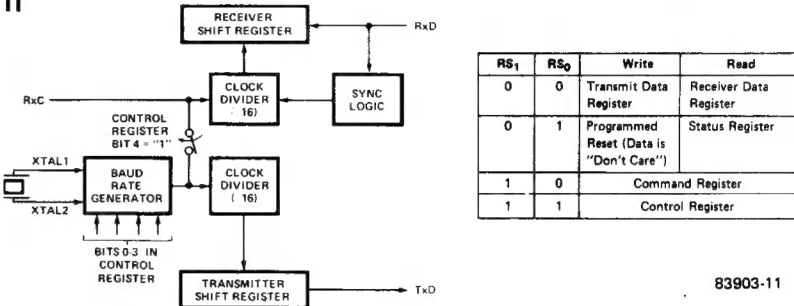 11
RECEIVER
SHIFT REGISTER
RxD
RxC
CLOCK
DIVIDER
( 16)
SYNC
LOGIC
CONTROL
REGISTER
BIT 4 = "1"
XTAL1
XTAL2
BAUD
RATE
GENERATOR
CLOCK
DIVIDER
( 16)
BITS 0-3 IN
CONTROL
REGISTER
TRANSMITTER
SHIFT REGISTER
TxD
RS1 RS0 Write Read
0 0 Transmit Data Register Receiver Data Register
0 1 Programmed Reset (Data is "Don't Care") Status Register
1 0 Command Register
1 1 Control Register
83903-11